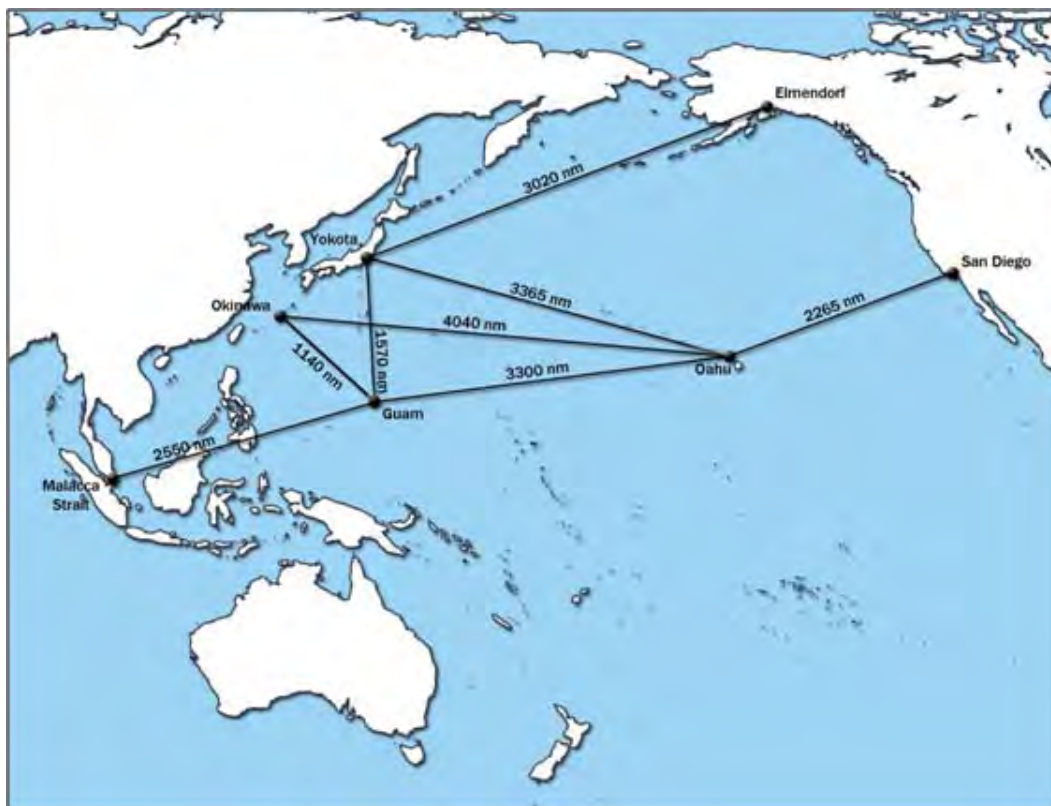 Elmendorf
3020 nm
Yokota
San Diego
3365 nm
2265 nm
Okinawa
4040 nm
1140 nm
1570 nm
3300 nm
Oahu
Guam
2550 nm
Malacca
Strait